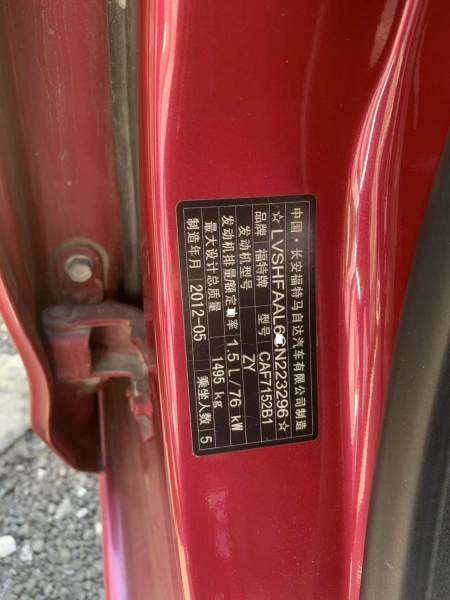 中国·长安福特马自达汽车有限公司制造
☆LVSHFAAL6 N223296☆
品牌 福特牌 型号 CAF7152B1
发动机型号 ZY
发动机排量/额定 率 1.5 L/76 kW
最大设计总质量 1495 kg
制造年月 2012-05 乘坐人数 5